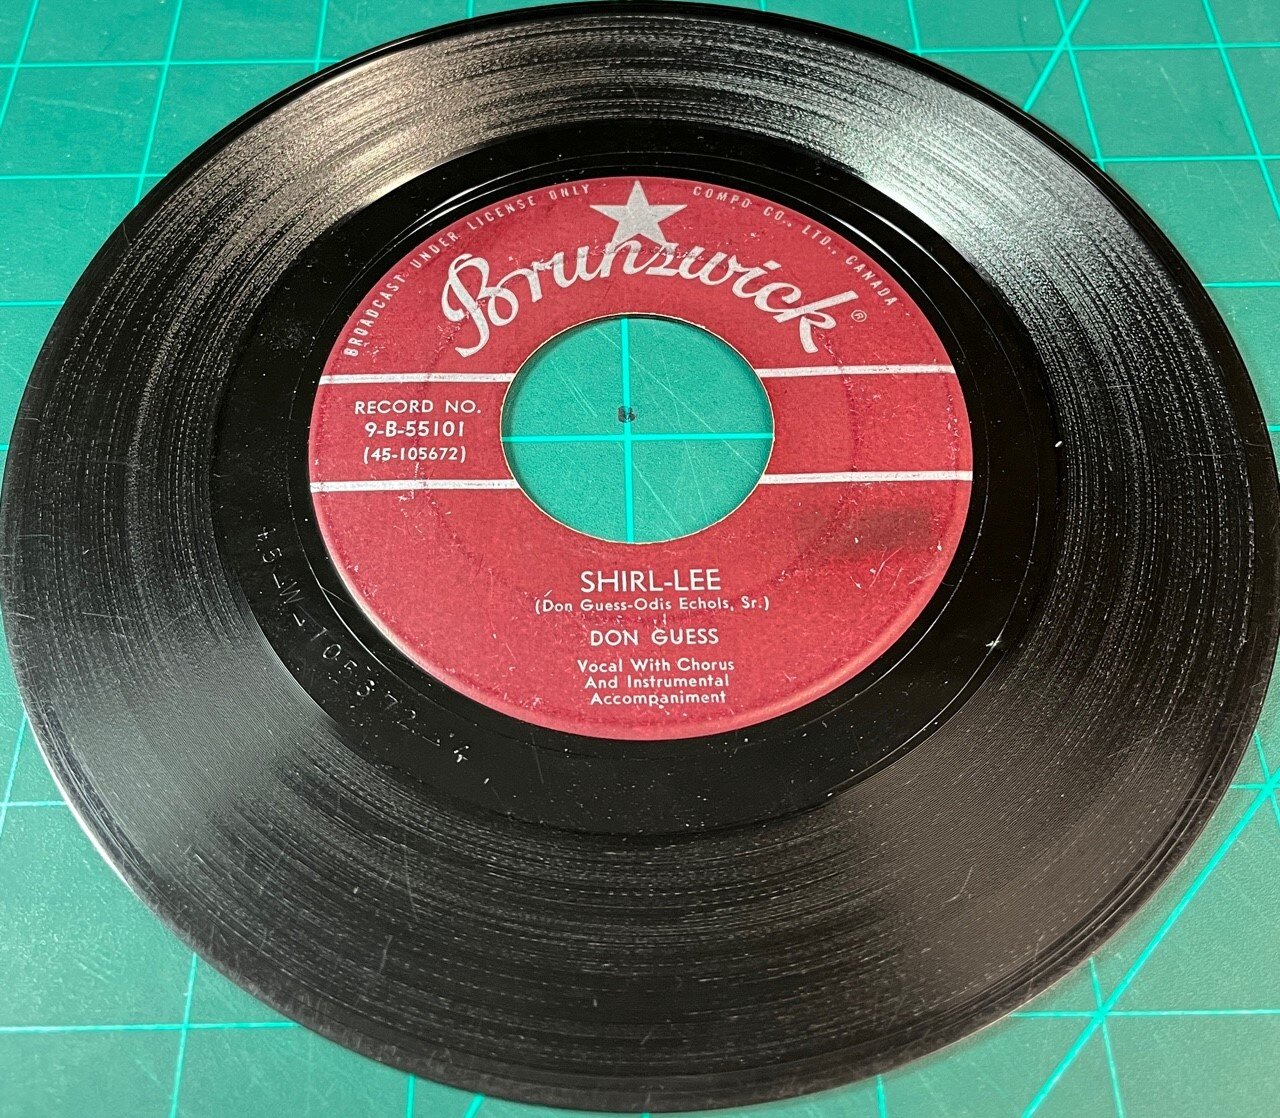 BROADCAST UNDER LICENSE ONLY
COMPO CO., LTD., CANADA
Brunswick®
RECORD NO.
9-B-55101
(45-105672)
SHIRL-LEE
(Don Guess-Odis Echols, Sr.)
DON GUESS
Vocal With Chorus
And Instrumental
Accompaniment